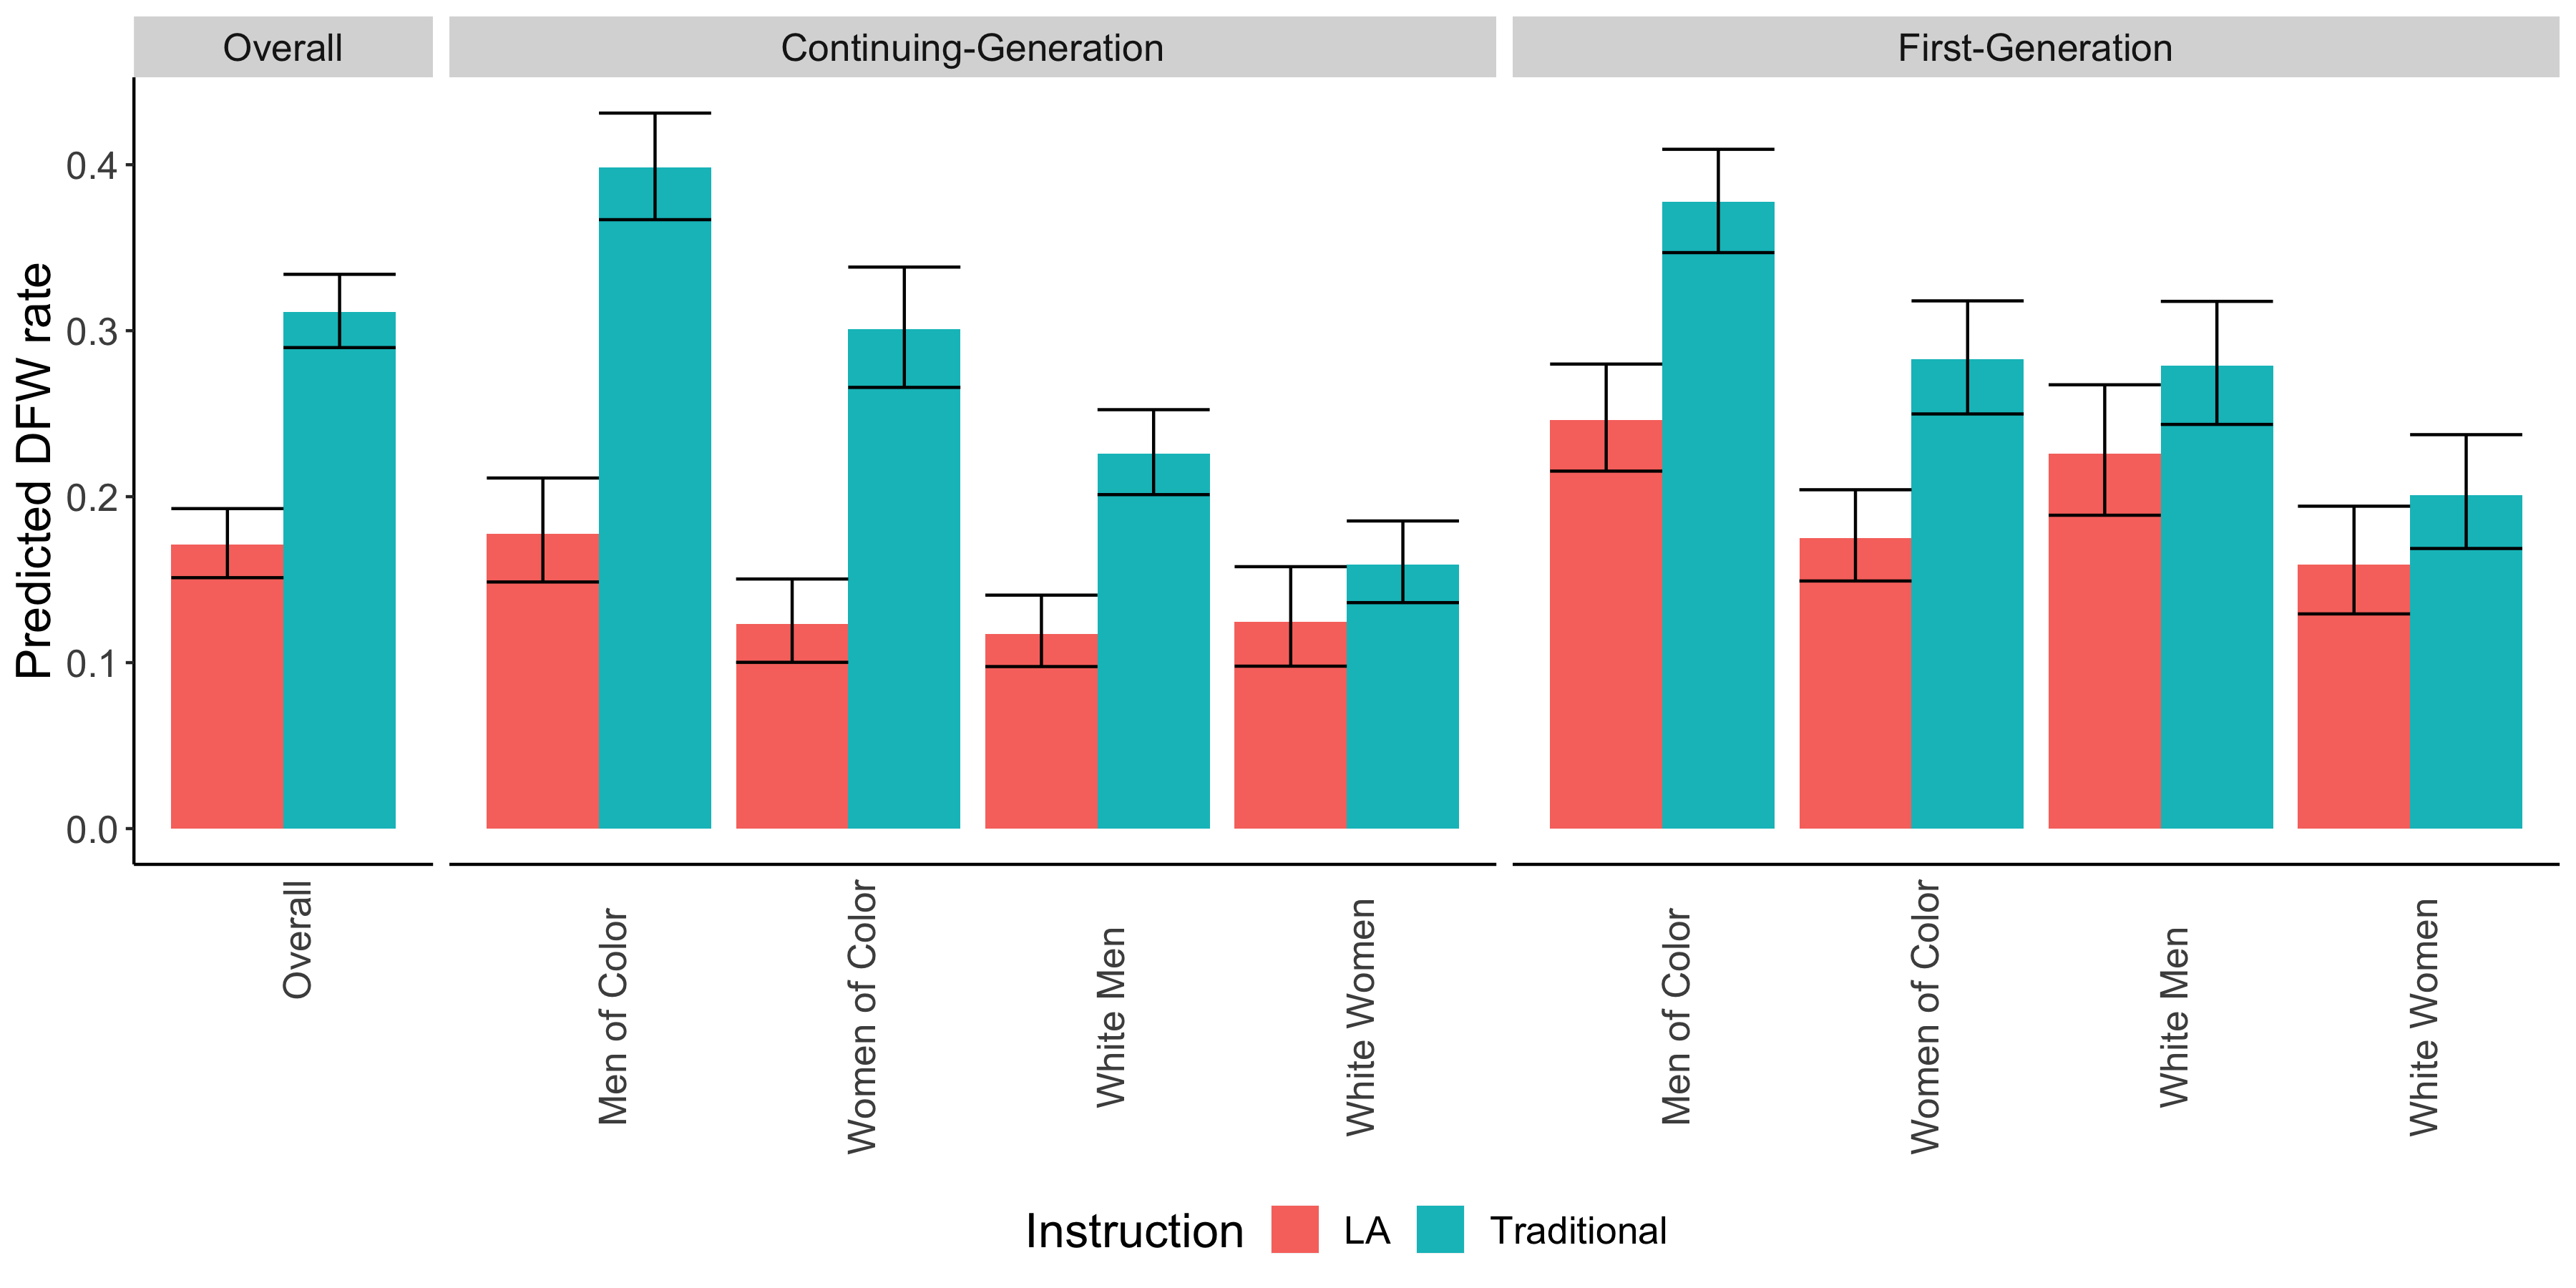 Overall
Continuing-Generation
First-Generation
Predicted DFW rate
0.4
0.3
0.2
0.1
0.0
Overall
Men of Color
Women of Color
White Men
White Women
Men of Color
Women of Color
White Men
White Women
Instruction LA Traditional